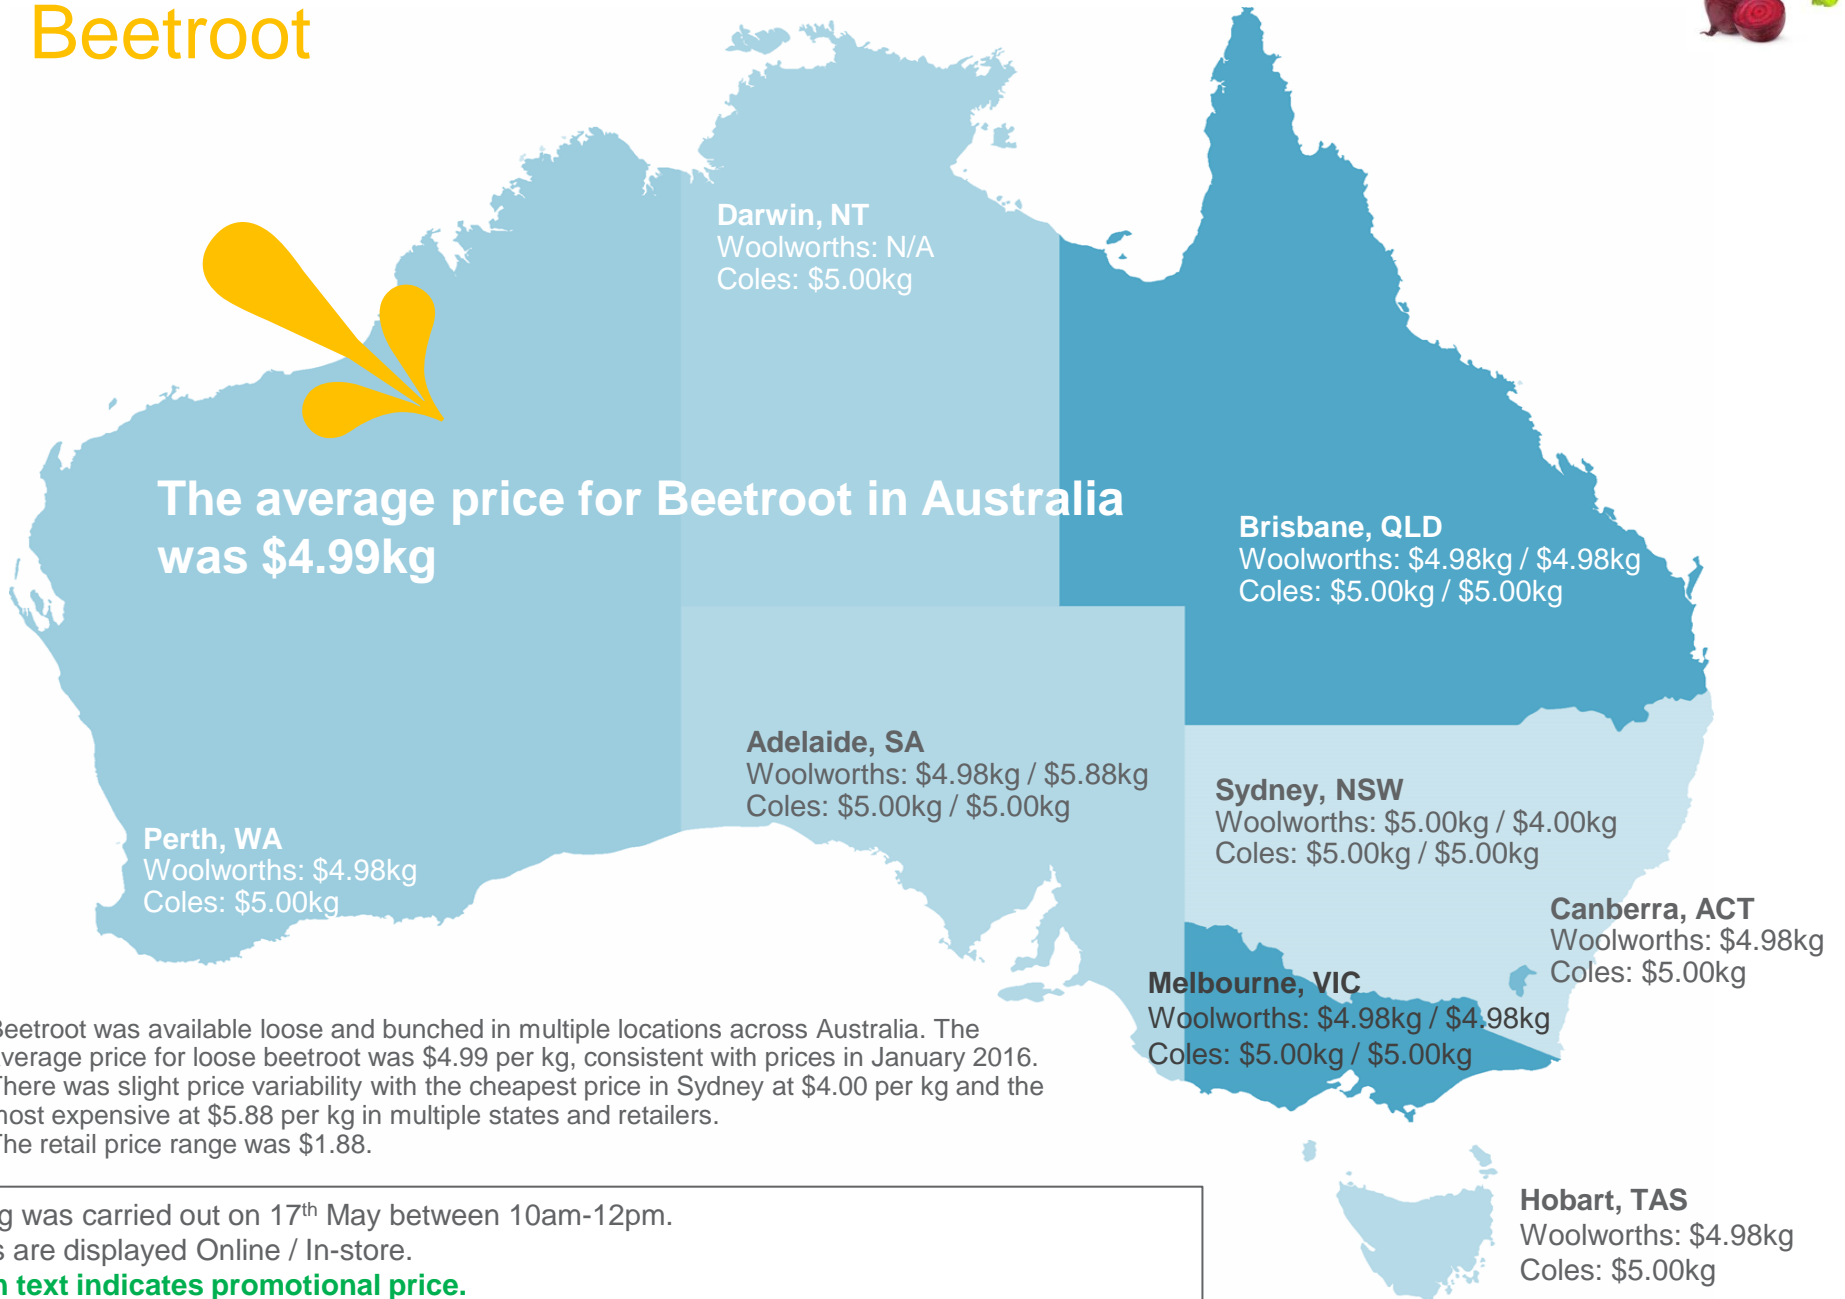 Beetroot
Darwin, NT
Woolworths: N/A
Coles: $5.00kg
The average price for Beetroot in Australia
was $4.99kg
Brisbane, QLD
Woolworths: $4.98kg / $4.98kg
Coles: $5.00kg / $5.00kg
Adelaide, SA
Woolworths: $4.98kg / $5.88kg
Coles: $5.00kg / $5.00kg
Sydney, NSW
Woolworths: $5.00kg / $4.00kg
Coles: $5.00kg / $5.00kg
Perth, WA
Woolworths: $4.98kg
Coles: $5.00kg
Canberra, ACT
Woolworths: $4.98kg
Coles: $5.00kg
Melbourne, VIC
Woolworths: $4.98kg / $4.98kg
Coles: $5.00kg / $5.00kg
Beetroot was available loose and bunched in multiple locations across Australia. The
average price for loose beetroot was $4.99 per kg, consistent with prices in January 2016.
There was slight price variability with the cheapest price in Sydney at $4.00 per kg and the
most expensive at $5.88 per kg in multiple states and retailers.
The retail price range was $1.88.
was carried out on 17th May between 10am-12pm.
are displayed Online / In-store.
text indicates promotional price.
Hobart, TAS
Woolworths: $4.98kg
Coles: $5.00kg